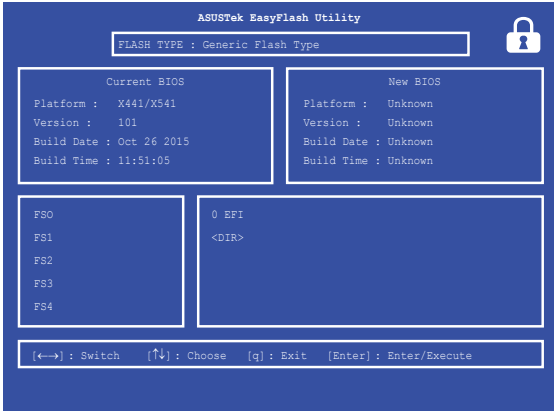 ASUSTek EasyFlash Utility
FLASH TYPE : Generic Flash Type
Current BIOS
Platform : X441/X541
Version : 101
Build Date : Oct 26 2015
Build Time : 11:51:05
New BIOS
Platform : Unknown
Version : Unknown
Build Date : Unknown
Build Time : Unknown
FSO
FS1
FS2
FS3
FS4
0 EFI
<DIR>
[←→] : Switch [↑↓] : Choose [q] : Exit [Enter] : Enter/Execute